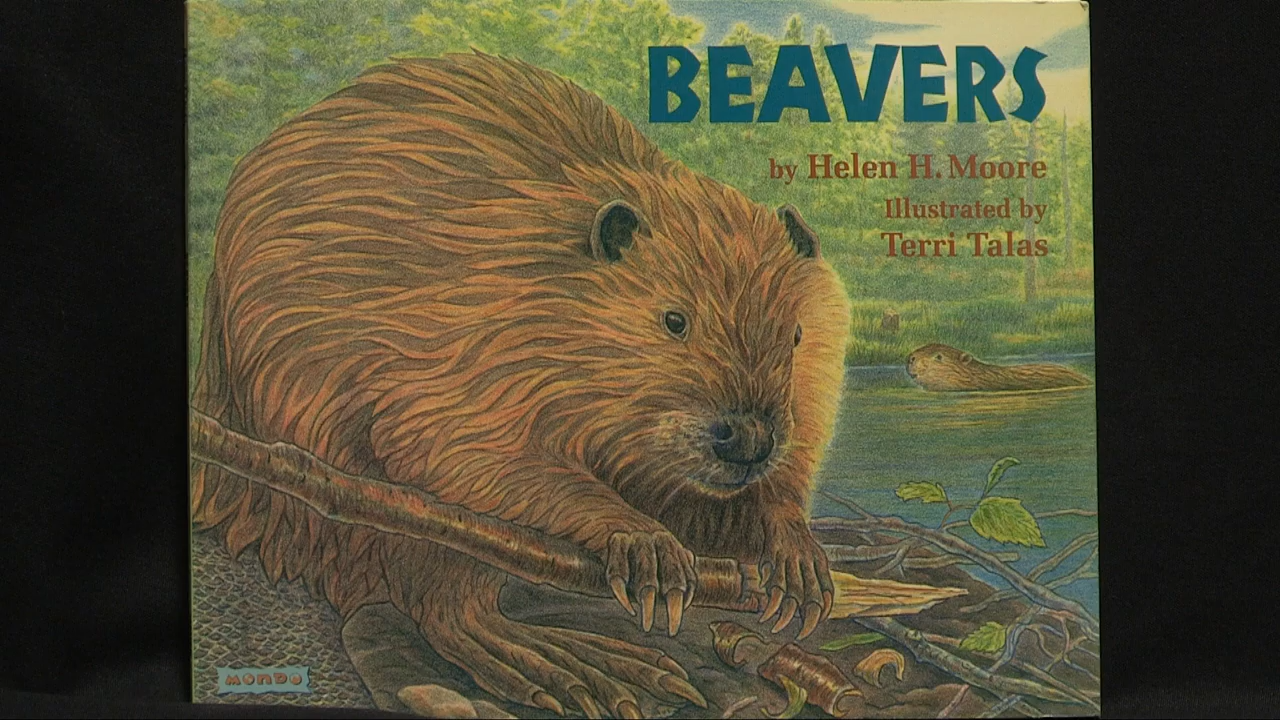 BEAVERS
by Helen H. Moore
Illustrated by
Terri Talas
MONDO